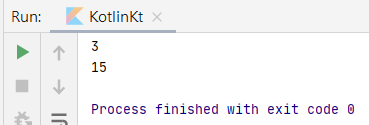 Run: KotlinKt
3
15
Process finished with exit code 0